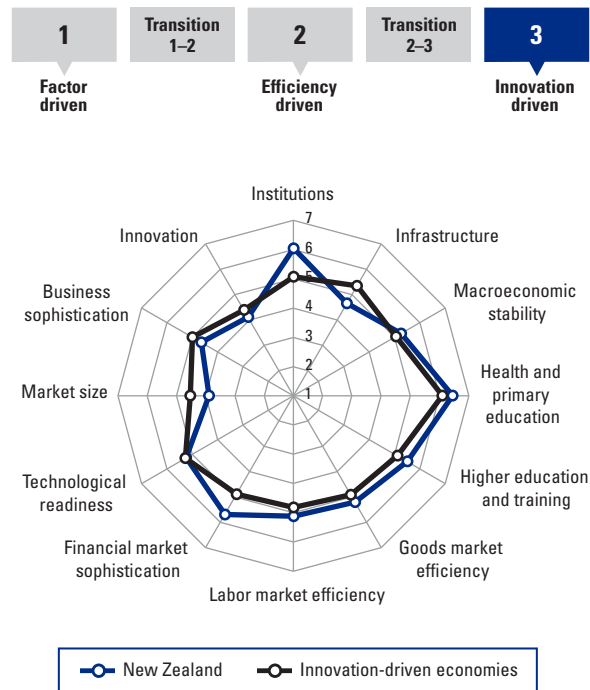 1
Transition
1–2
2
Transition
2–3
3
Factor
driven
Efficiency
driven
Innovation
driven
Institutions
7
Innovation
Infrastructure
6
5
Business
sophistication
Macroeconomic
stability
4
3
2
Market size
1
Health and
primary
education
Technological
readiness
Higher education
and training
Financial market
sophistication
Goods market
efficiency
Labor market efficiency
New Zealand
Innovation-driven economies